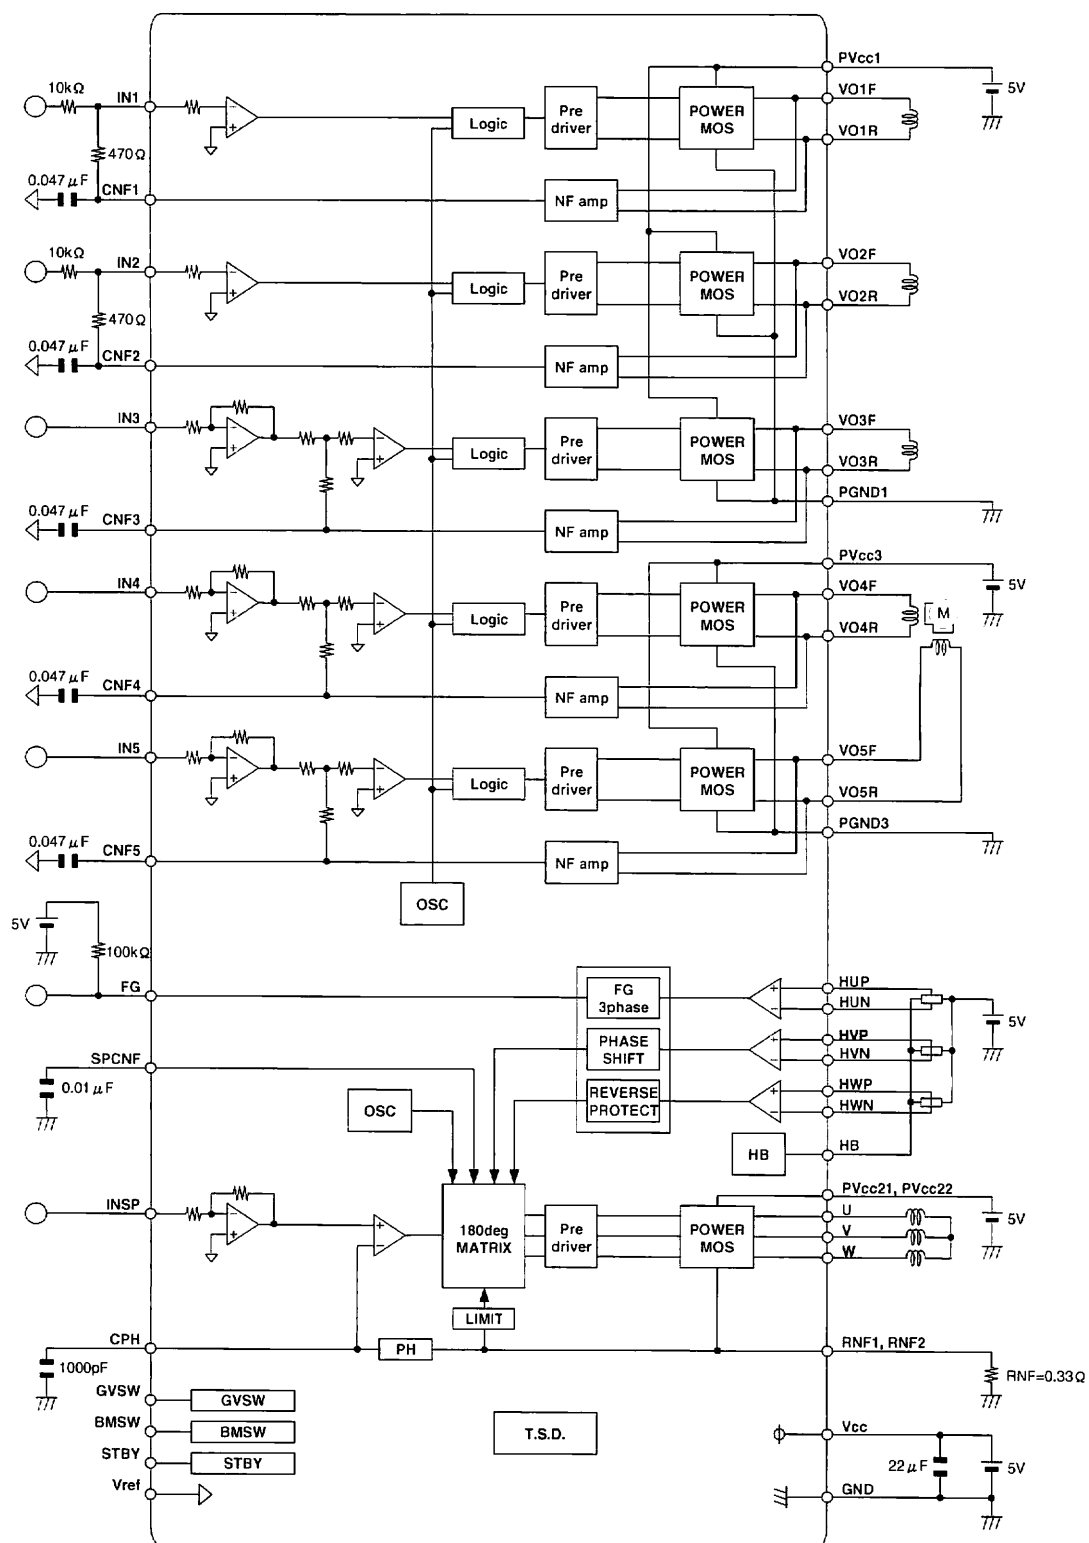 PVcc1
10kΩ
IN1
VO1F
5V
Logic
Pre
driver
POWER
MOS
VO1R
470Ω
0.047μF
CNF1
NF amp
10kΩ
IN2
VO2F
Logic
Pre
driver
POWER
MOS
VO2R
470Ω
0.047μF
CNF2
NF amp
IN3
VO3F
Logic
Pre
driver
POWER
MOS
VO3R
PGND1
0.047μF
CNF3
NF amp
PVcc3
IN4
VO4F
5V
M
Logic
Pre
driver
POWER
MOS
VO4R
0.047μF
CNF4
NF amp
IN5
VO5F
Logic
Pre
driver
POWER
MOS
VO5R
PGND3
0.047μF
CNF5
NF amp
OSC
5V
100kΩ
FG
FG
3phase
HUP
HUN
5V
SPCNF
PHASE
SHIFT
HVP
HVN
0.01μF
OSC
REVERSE
PROTECT
HWP
HWN
HB
HB
PVcc21, PVcc22
INSP
U
5V
180deg
MATRIX
Pre
driver
POWER
MOS
V
W
LIMIT
CPH
PH
RNF1, RNF2
1000pF
RNF=0.33Ω
GVSW
GVSW
BMSW
BMSW
T.S.D.
Vcc
STBY
STBY
22μF
5V
Vref
GND